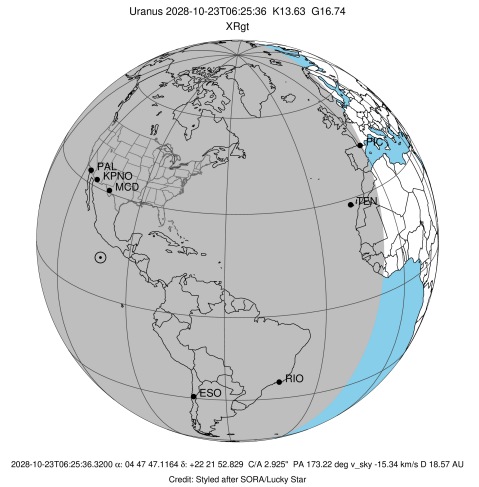 Uranus 2028-10-23T06:25:36 K13.63 G16.74
XRgt
PIC
PAL
KPNO
MCD
TEN
RIO
ESO
2028-10-23T06:25:36.3200 α: 04 47 47.1164 δ: +22 21 52.829 C/A 2.925" PA 173.22 deg v_sky -15.34 km/s D 18.57 AU
Credit: Styled after SORA/Lucky Star